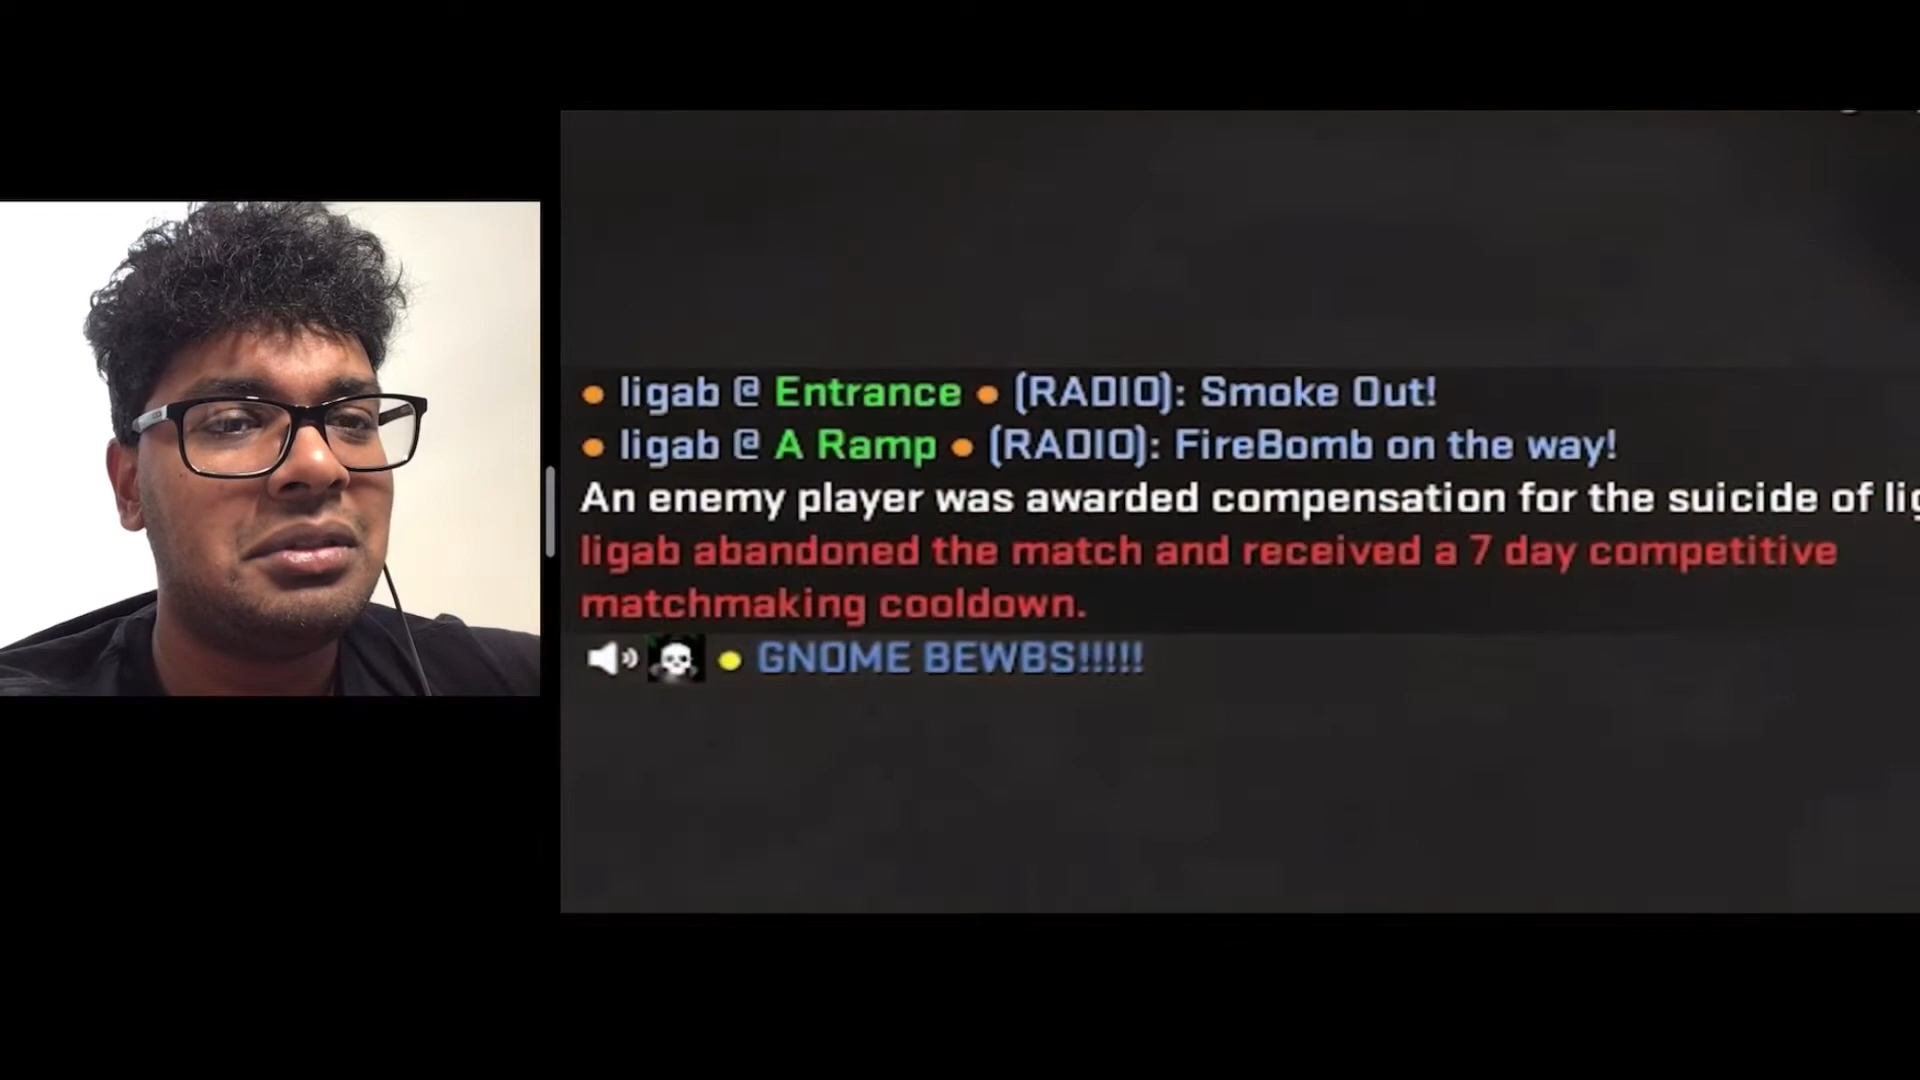 ligab @ Entrance (RADIO): Smoke Out!
ligab @ A Ramp (RADIO): FireBomb on the way!
An enemy player was awarded compensation for the suicide of
ligab abandoned the match and received a 7 day competitive
matchmaking cooldown.
GNOME BEWBS!!!!!